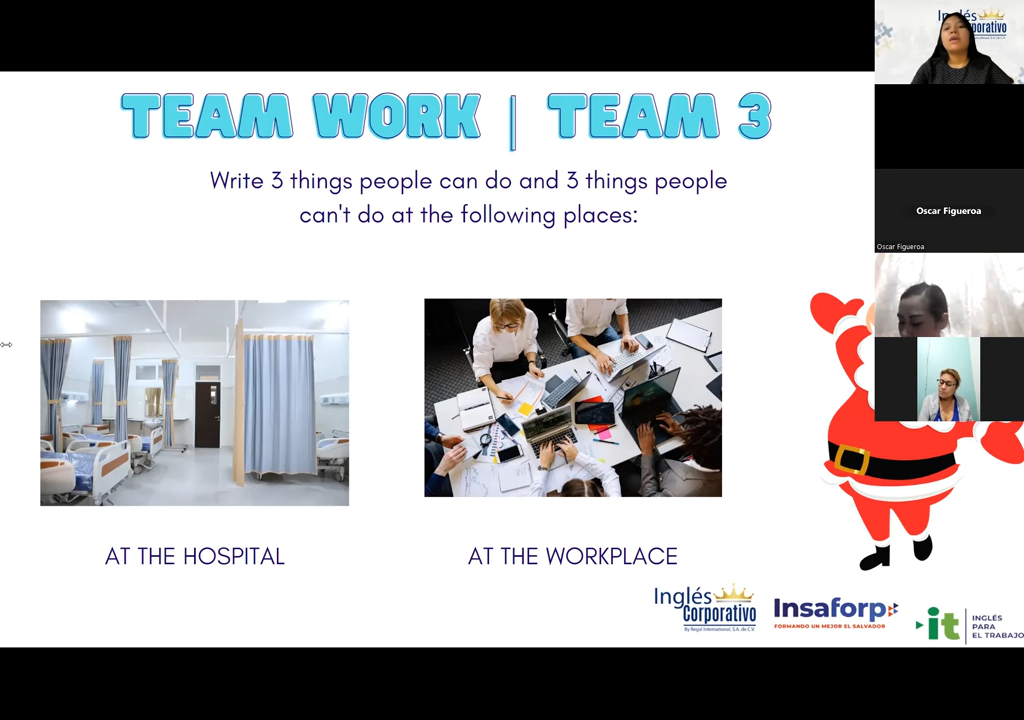 TEAM WORK | TEAM 3
Write 3 things people can do and 3 things people
can't do at the following places:
AT THE HOSPITAL
AT THE WORKPLACE
Inglés
Corporativo
By Regal International, S.A. de C.V.
Insaforp
FORMANDO UN MEJOR EL SALVADOR
it
INGLÉS
PARA
EL TRABAJO
Oscar Figueroa
Oscar Figueroa